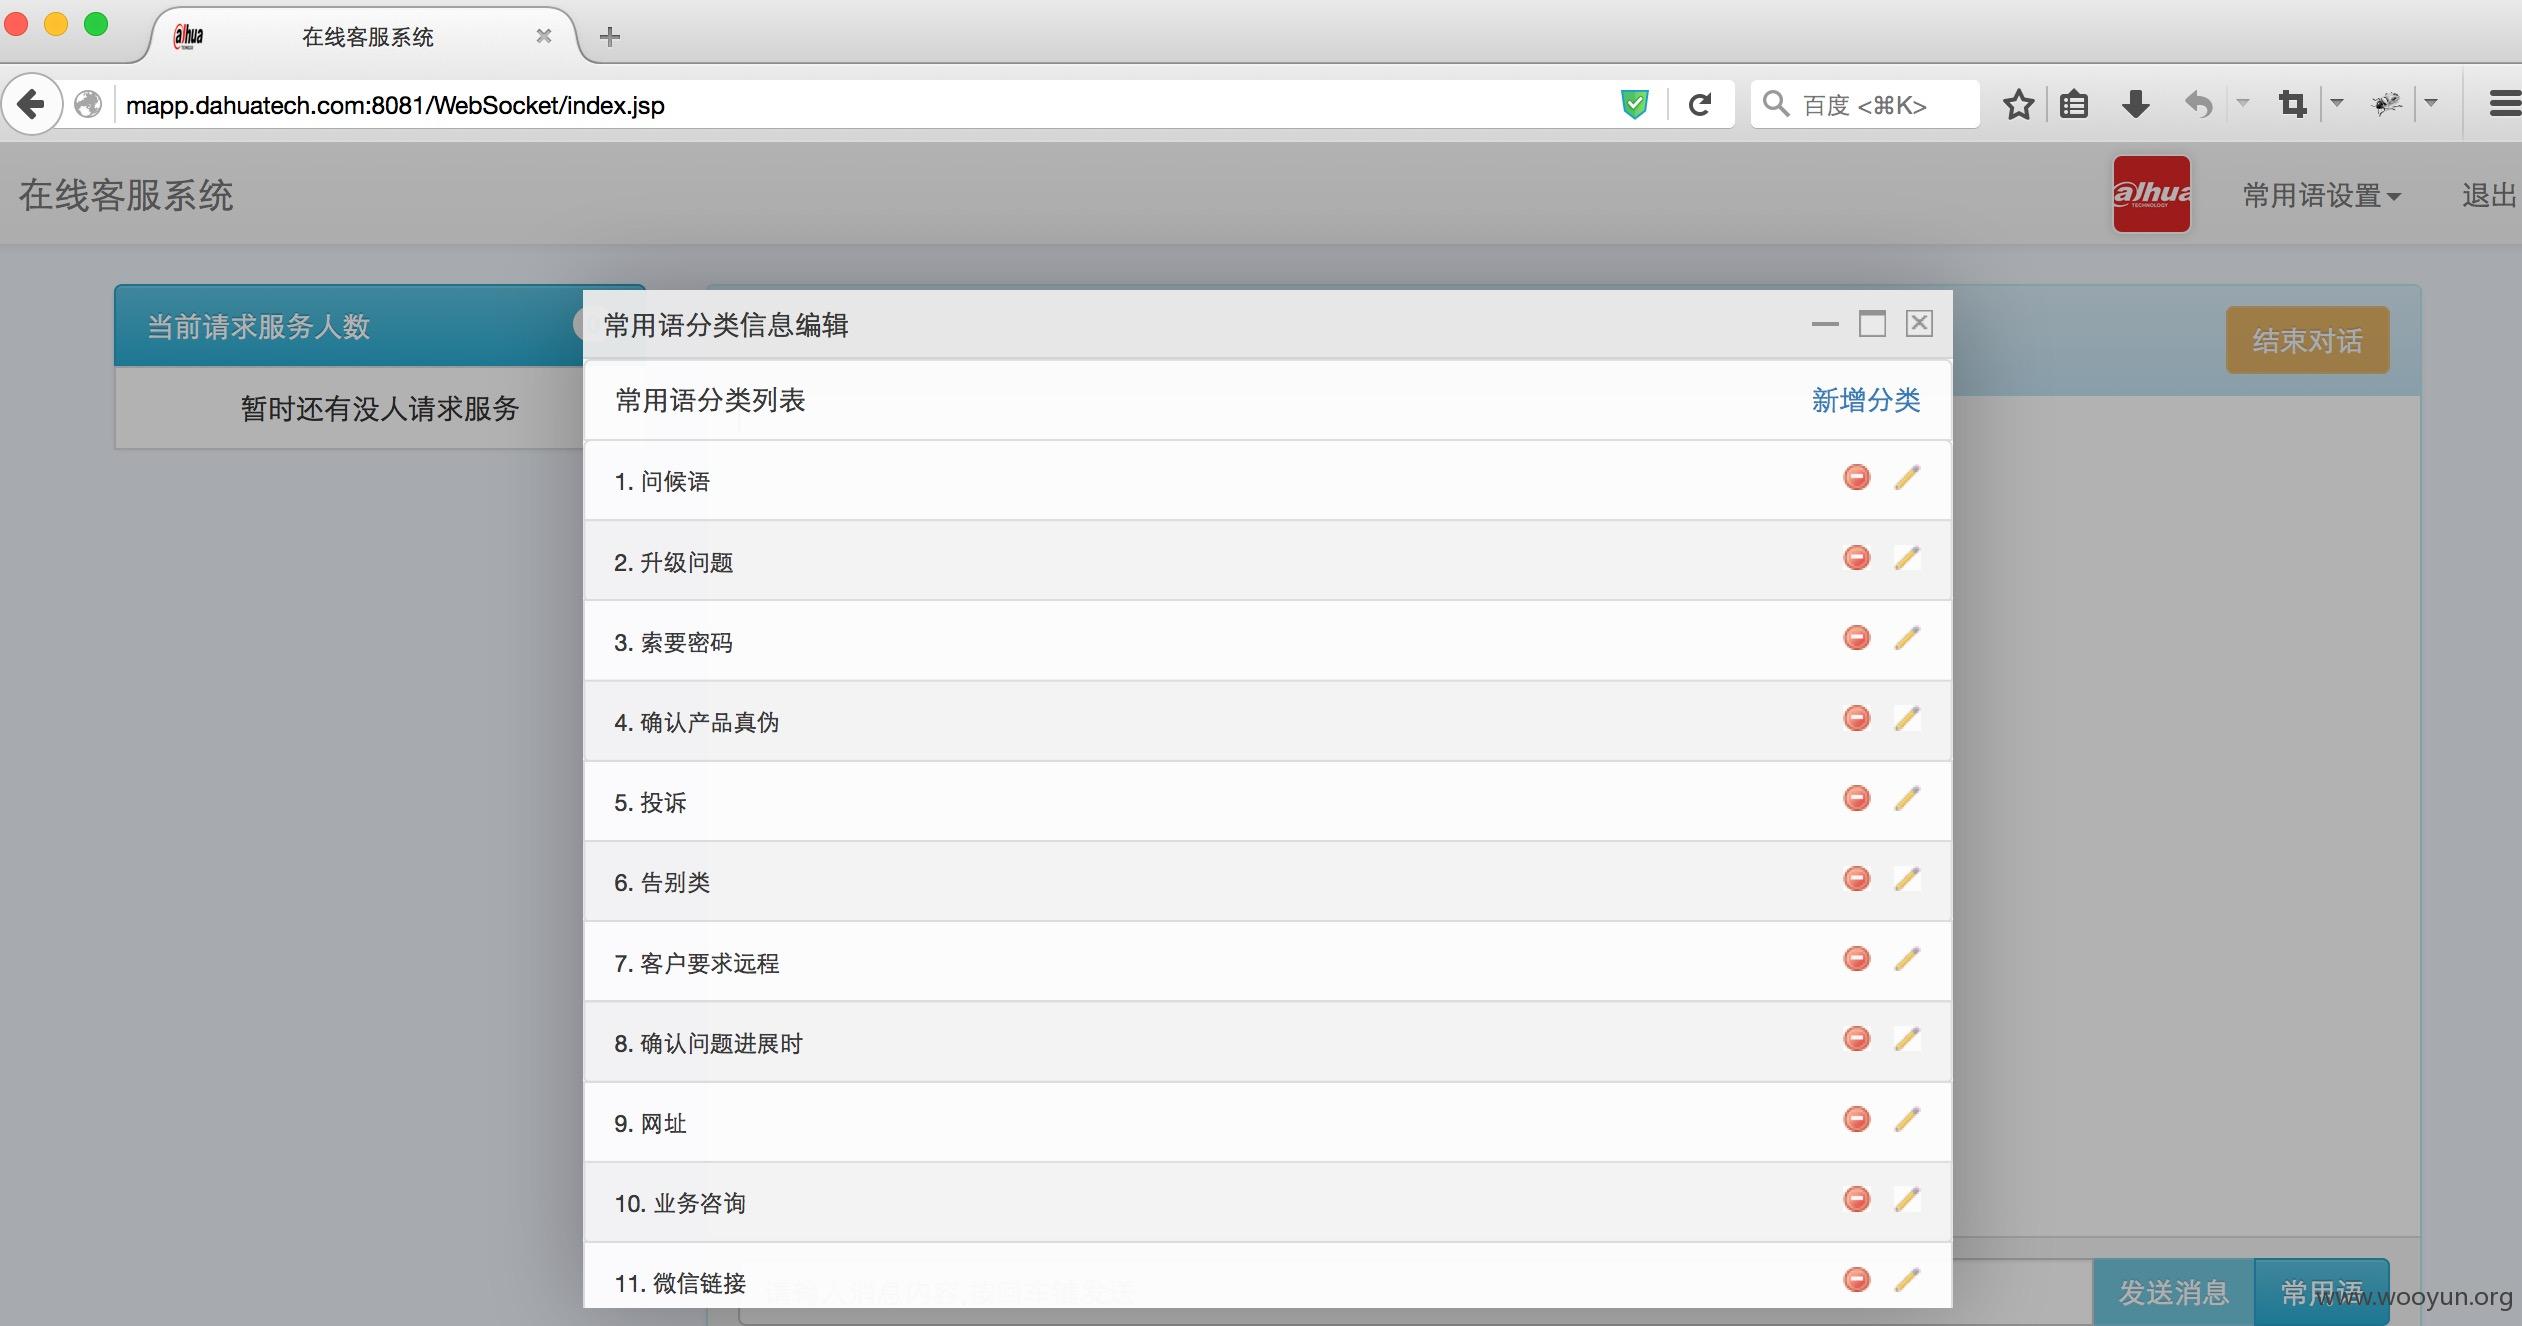 在线客服系统
mapp.dahuatech.com:8081/WebSocket/index.jsp
百度 <⌘K>
在线客服系统
alhua
TECHNOLOGY
常用语设置
退出
当前请求服务人数
暂时还有没人请求服务
结束对话
常用语分类信息编辑
常用语分类列表
新增分类
1. 问候语
2. 升级问题
3. 索要密码
4. 确认产品真伪
5. 投诉
6. 告别类
7. 客户要求远程
8. 确认问题进展时
9. 网址
10. 业务咨询
11. 微信链接
发送消息
常用语
www.wooyun.org